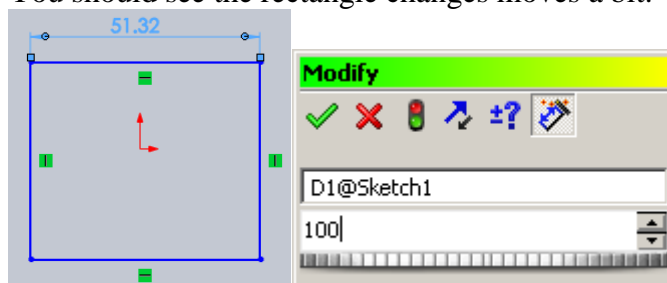 You should see the rectangle changes moves a bit.
51.32
Modify
±?
D1@Sketch1
100